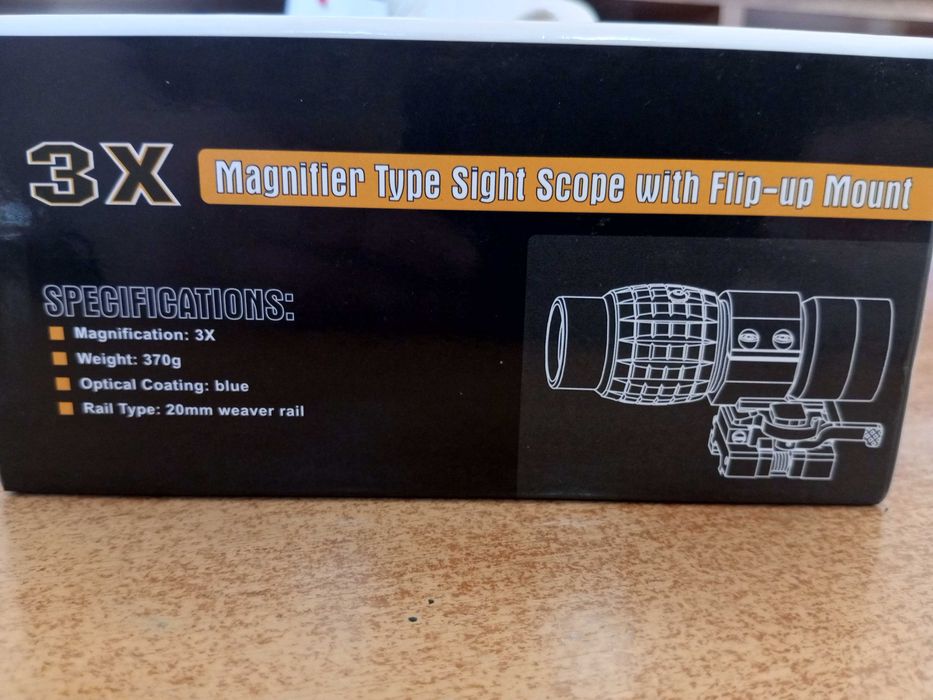 3X Magnifier Type Sight Scope with Flip-up Mount
SPECIFICATIONS:
Magnification: 3X
Weight: 370g
Optical Coating: blue
Rail Type: 20mm weaver rail